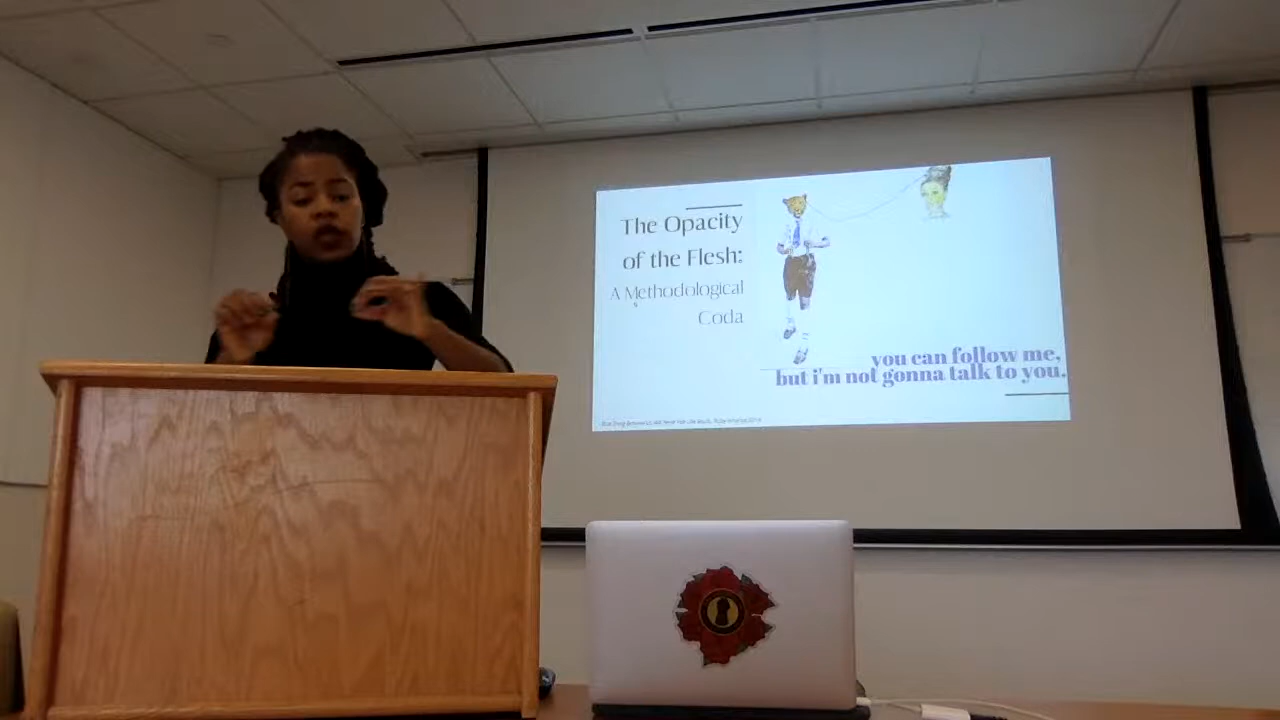 The Opacity
of the Flesh:
A Methodological
Coda
you can follow me,
but i'm not gonna talk to you.